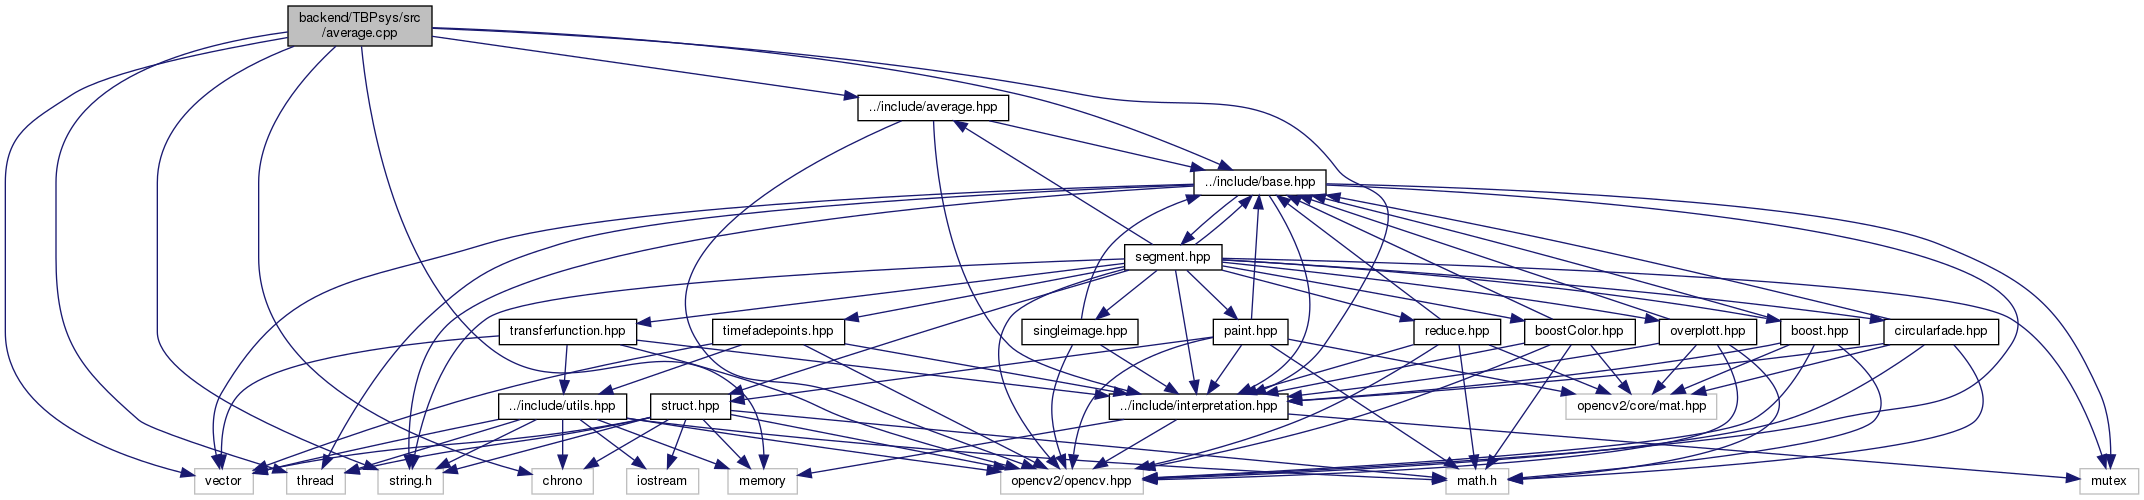 backend/TBPsys/src
/average.cpp
../include/average.hpp
../include/base.hpp
segment.hpp
transferfunction.hpp
timefadepoints.hpp
singleimage.hpp
paint.hpp
reduce.hpp
boostColor.hpp
overplott.hpp
boost.hpp
circularfade.hpp
../include/utils.hpp
struct.hpp
../include/interpretation.hpp
opencv2/core/mat.hpp
vector
thread
string.h
chrono
iostream
memory
opencv2/opencv.hpp
math.h
mutex